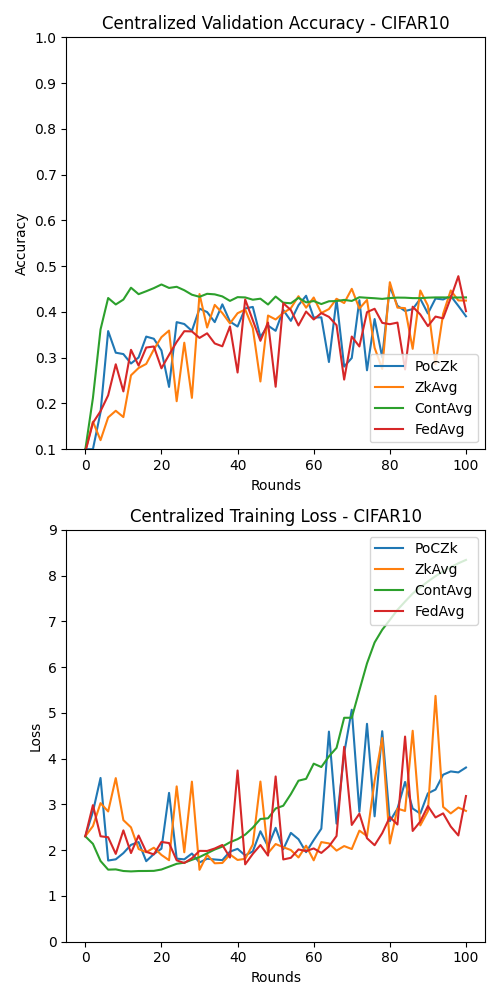 Centralized Validation Accuracy - CIFAR10
1.0
0.9
0.8
0.7
0.6
0.5
0.4
0.3
0.2
0.1
Accuracy
PoCZk
ZkAvg
ContAvg
FedAvg
0 20 40 60 80 100
Rounds
Centralized Training Loss - CIFAR10
9
8
7
6
5
4
3
2
1
0
Loss
PoCZk
ZkAvg
ContAvg
FedAvg
0 20 40 60 80 100
Rounds